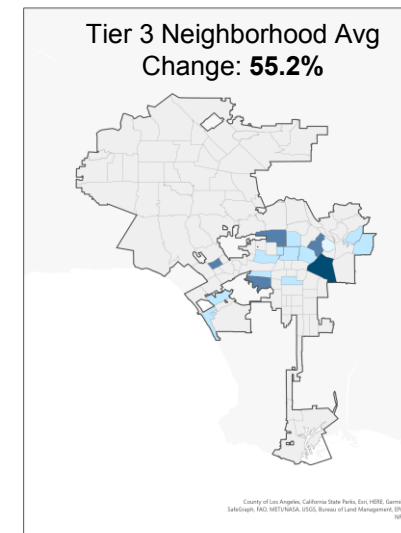 Tier 3 Neighborhood Avg
Change: 55.2%
County of Los Angeles, California State Parks, Esri, HERE, Garmi
SafeGraph, FAO, METI/NASA, USGS, Bureau of Land Management, EP
NP